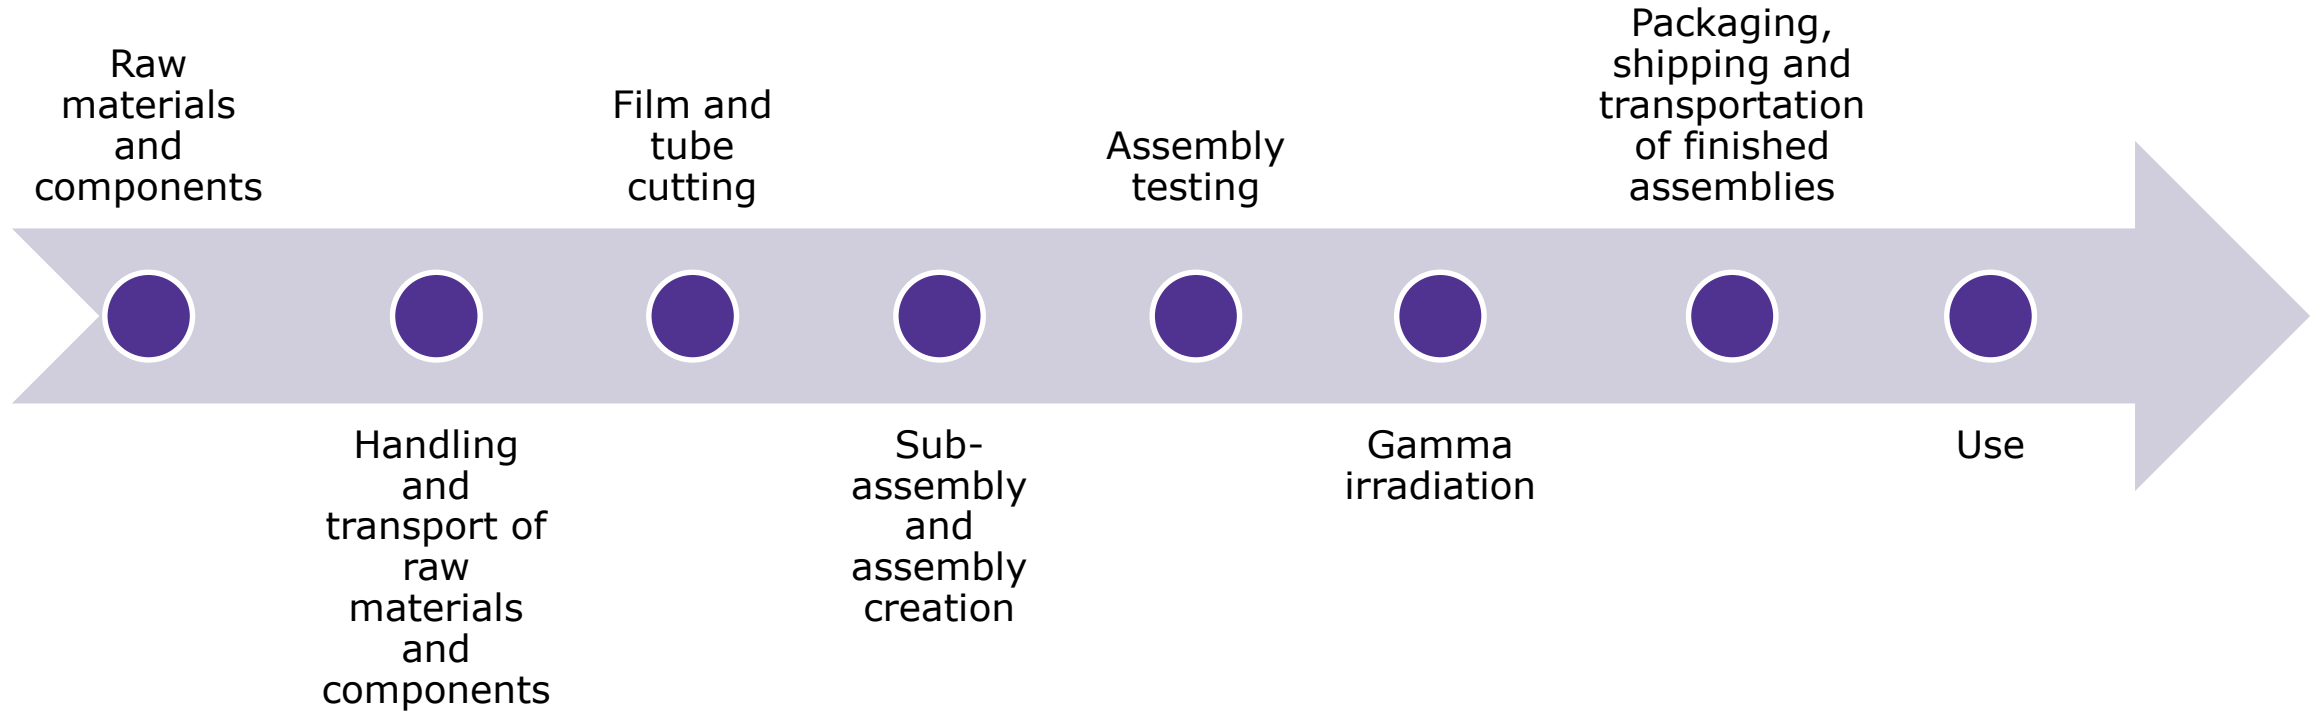 Raw
materials
and
components
Handling
and
transport of
raw
materials
and
components
Film and
tube
cutting
Sub-
assembly
and
assembly
creation
Assembly
testing
Gamma
irradiation
Packaging,
shipping and
transportation
of finished
assemblies
Use